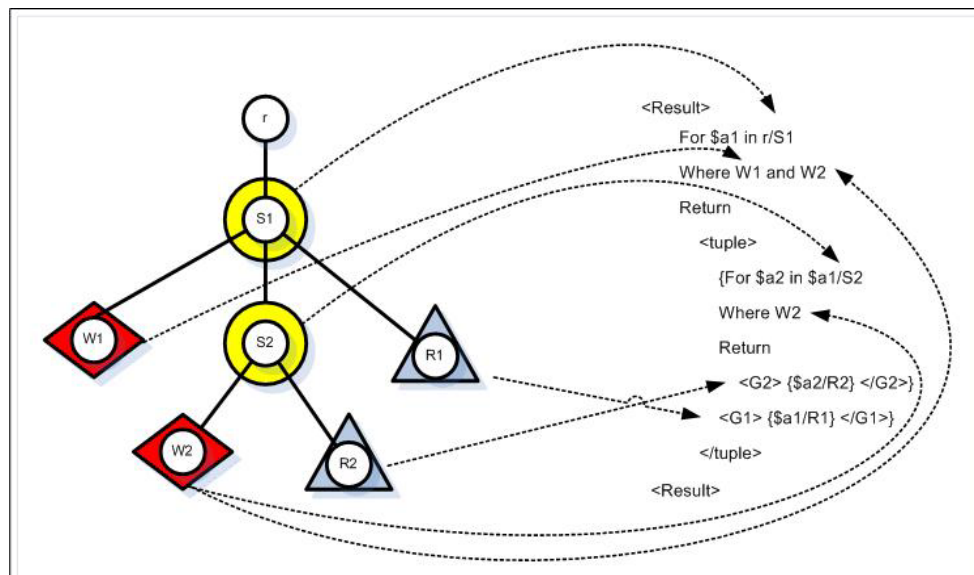 r
S1
W1
S2
R1
W2
R2
<Result>
For $a1 in r/S1
Where W1 and W2
Return
<tuple>
{For $a2 in $a1/S2
Where W2
Return
<G2> {$a2/R2} </G2>}
<G1> {$a1/R1} </G1>}
</tuple>
<Result>